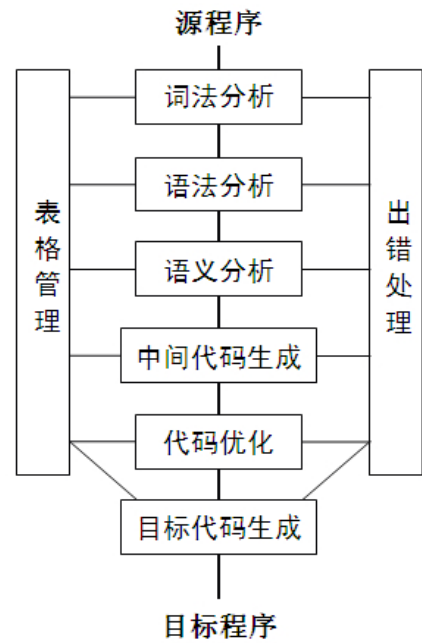 源程序
词法分析
语法分析
语义分析
中间代码生成
代码优化
目标代码生成
目标程序
表格管理
出错处理